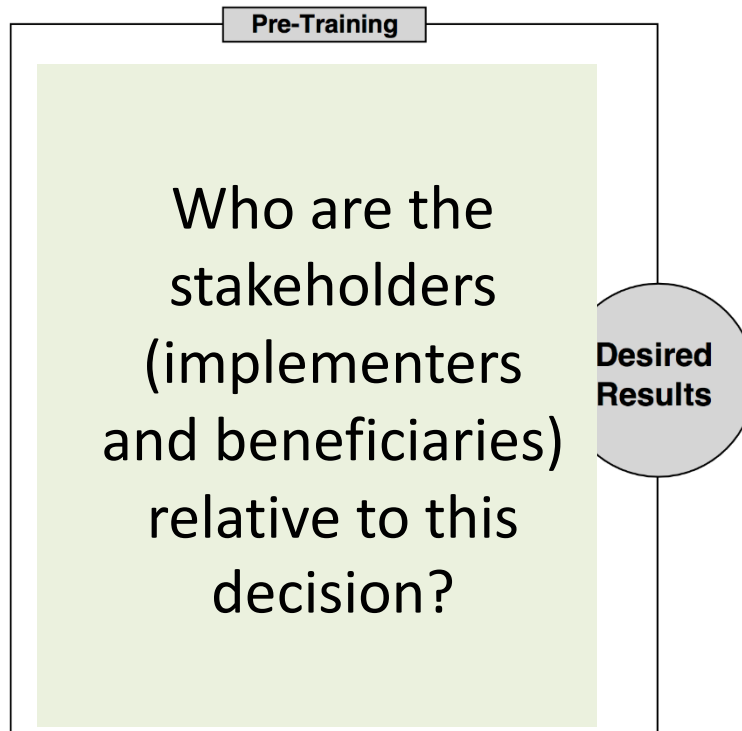 Pre-Training
Who are the
stakeholders
(implementers
and beneficiaries)
relative to this
decision?
Desired
Results